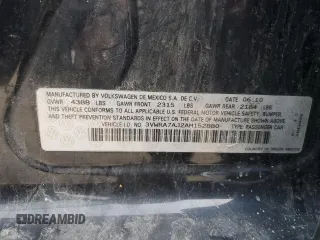 MANUFACTURED BY VOLKSWAGEN DE MEXICO S.A. DE C.V. DATE 06-10
GVWR 4388 LBS GAWR FRONT 2315 LBS GAWR REAR 2184 LBS
THIS VEHICLE CONFORMS TO ALL APPLICABLE U.S. FEDERAL MOTOR VEHICLE SAFETY, BUMPER
AND THEFT PREVENTION STANDARDS IN EFFECT ON THE DATE OF MANUFACTURE SHOWN ABOVE.
V.I.N. TYPE: PASSENGER CAR
DashboardID